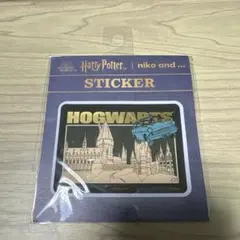 Harry Potter | niko and ...
STICKER
HOGWARTS